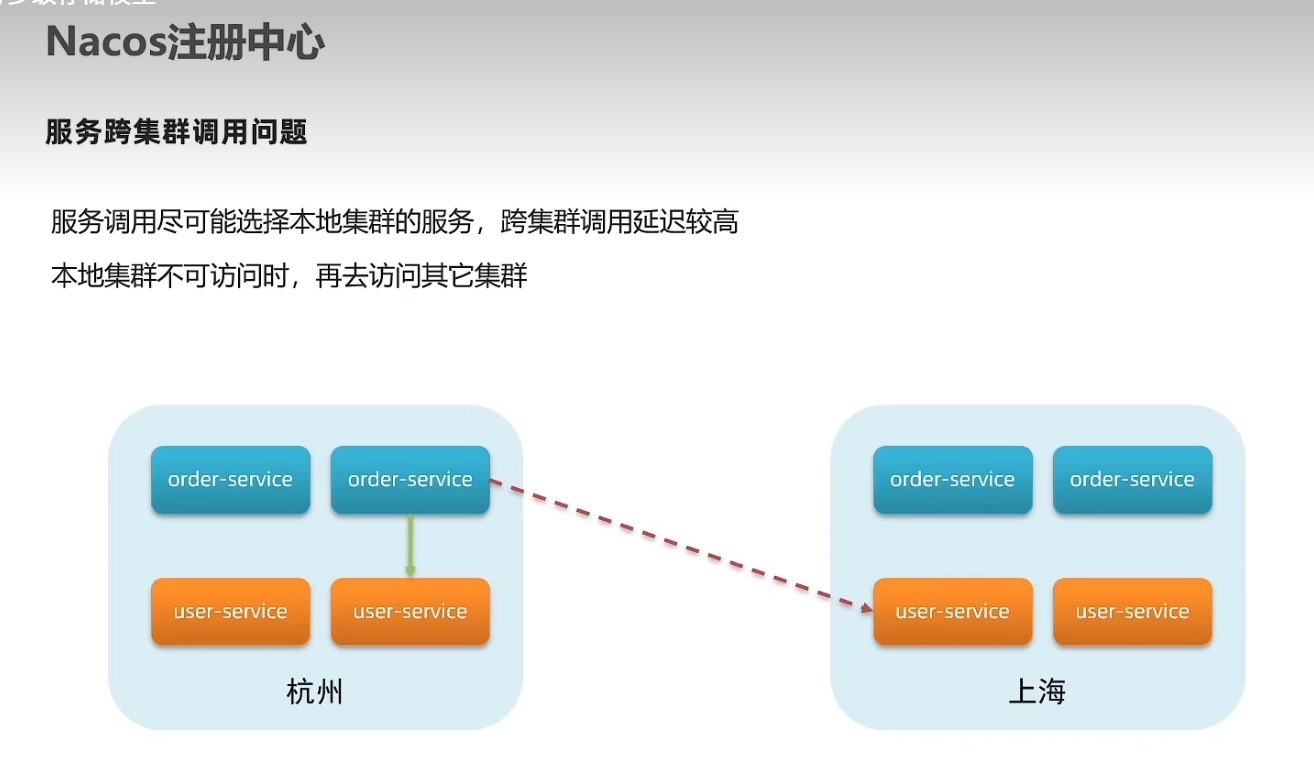 Nacos注册中心
服务跨集群调用问题
服务调用尽可能选择本地集群的服务，跨集群调用延迟较高
本地集群不可访问时，再去访问其它集群
order-service order-service order-service order-service
user-service user-service user-service user-service
杭州 上海